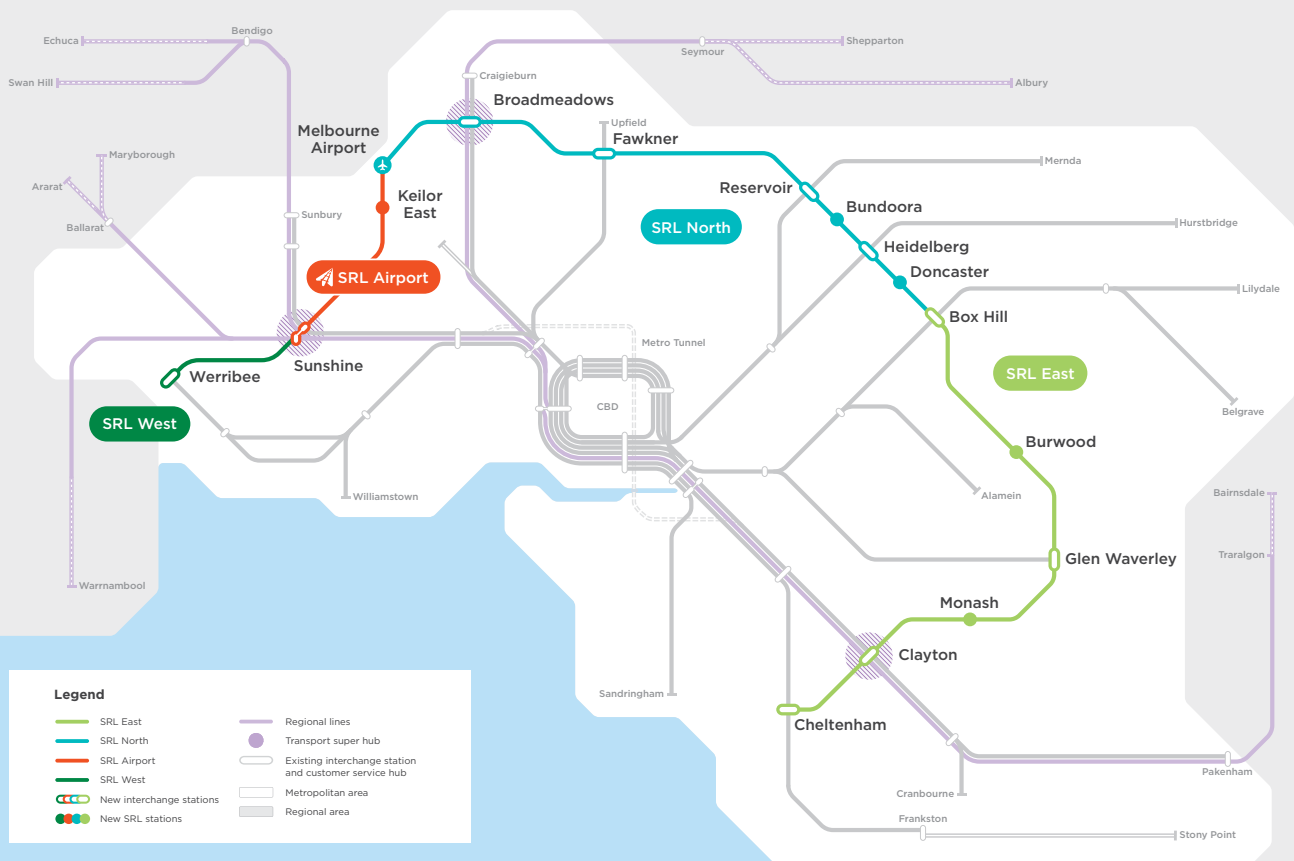 Bendigo
Echuca
Swan Hill
Shepparton
Seymour
Albury
Craigieburn
Broadmeadows
Melbourne
Airport
Upfield
Fawkner
Maryborough
Ararat
Ballarat
Mernda
Reservoir
Keilor
East
Bundoora
Sunbury
SRL North
Hurstbridge
Heidelberg
Doncaster
SRL Airport
Lilydale
Box Hill
Metro Tunnel
Sunshine
Werribee
SRL East
CBD
Belgrave
SRL West
Burwood
Williamstown
Alamein
Bairnsdale
Traralgon
Glen Waverley
Warrnambool
Monash
Clayton
Sandringham
Cheltenham
Pakenham
Cranbourne
Frankston
Stony Point
Legend
SRL East
SRL North
SRL Airport
SRL West
New interchange stations
New SRL stations
Regional lines
Transport super hub
Existing interchange station
and customer service hub
Metropolitan area
Regional area